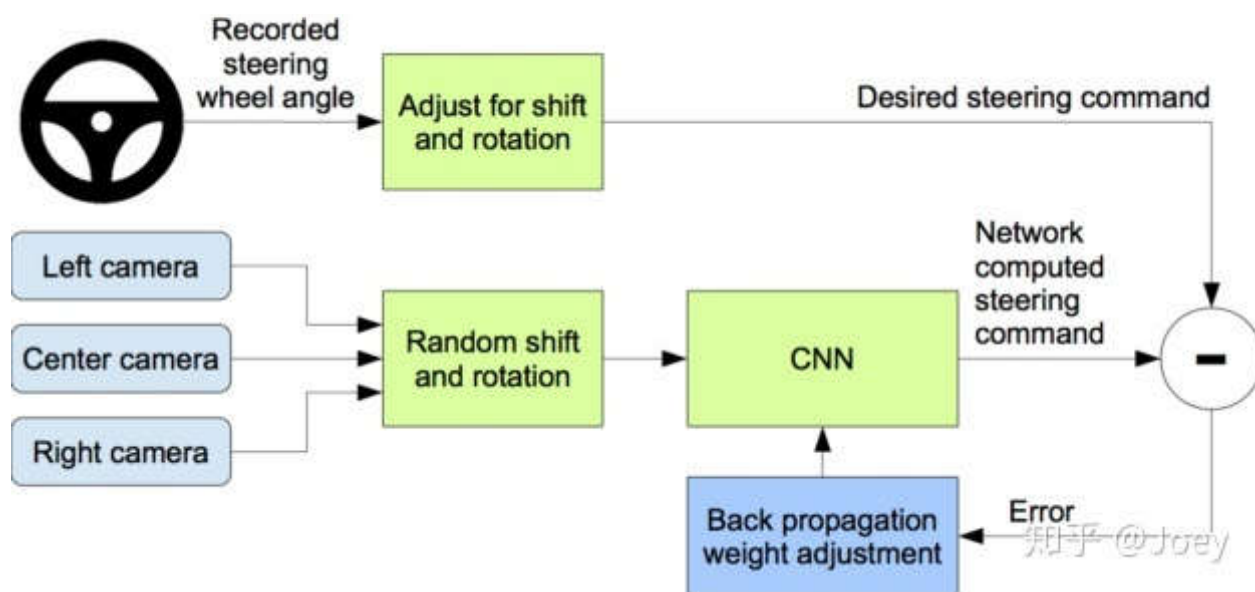 Recorded
steering
wheel angle
Adjust for shift
and rotation
Desired steering command
Left camera
Center camera
Right camera
Random shift
and rotation
CNN
Network
computed
steering
command
-
Back propagation
weight adjustment
Error
知乎 @Joey